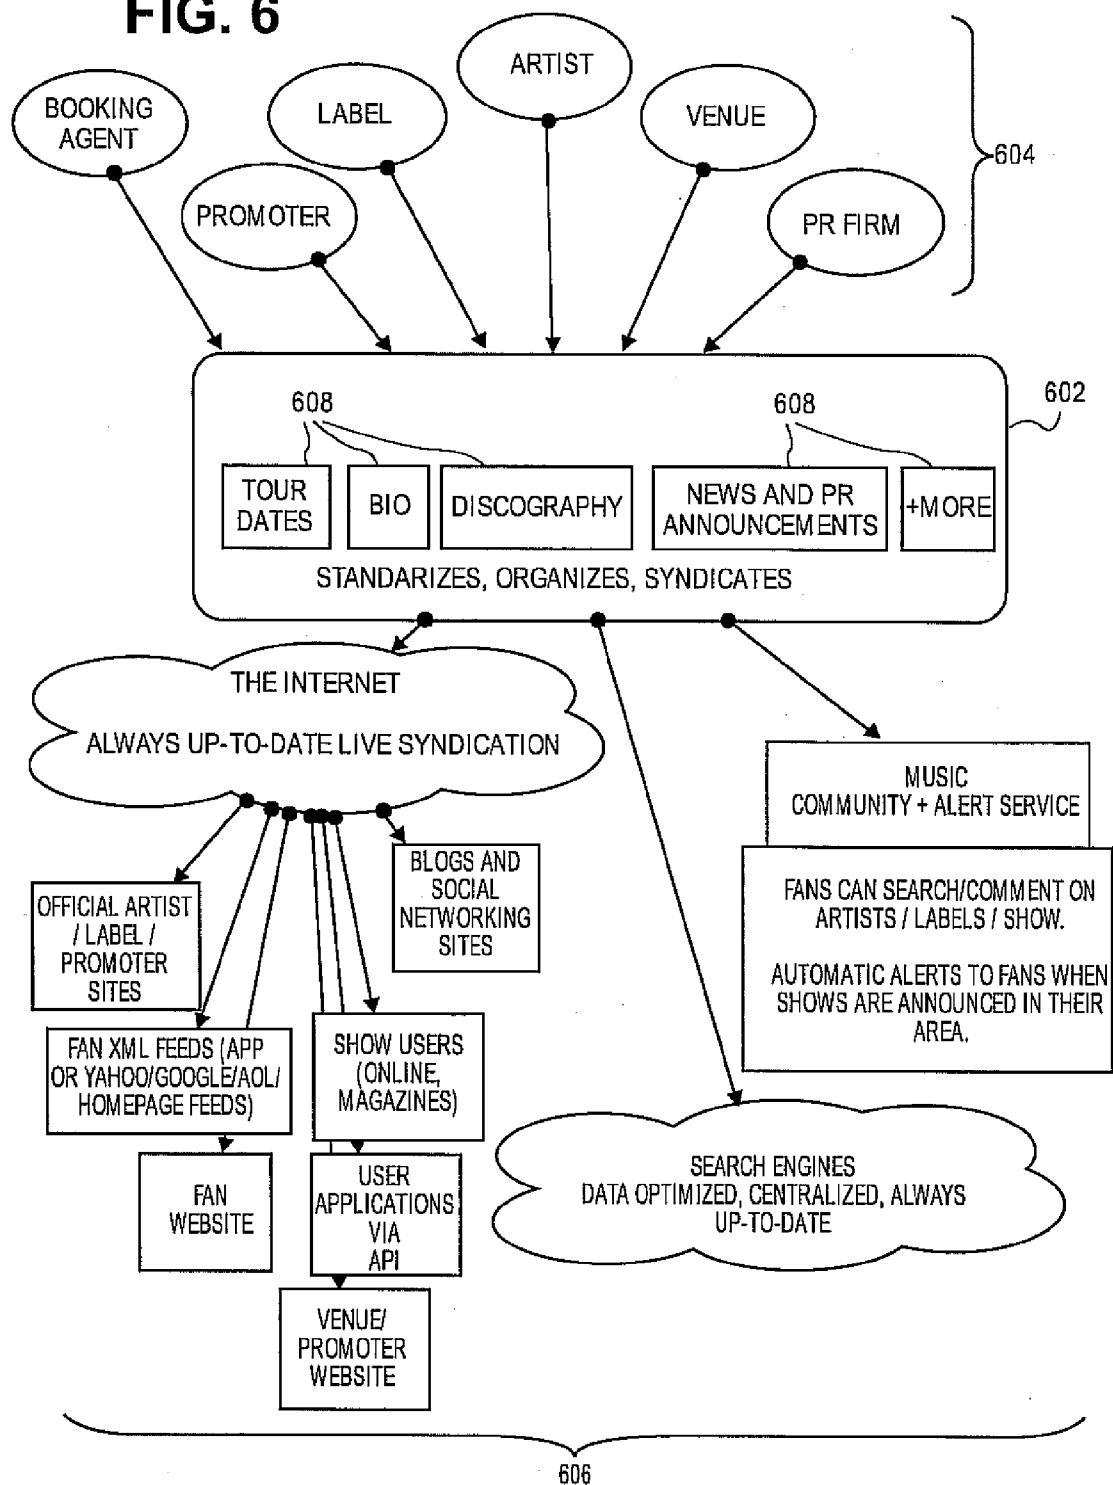 FIG. 6
ARTIST
BOOKING
AGENT
LABEL
VENUE
604
PROMOTER
PR FIRM
602
608
608
TOUR
DATES
BIO
DISCOGRAPHY
NEWS AND PR
ANNOUNCEMENTS
+MORE
STANDARIZES, ORGANIZES, SYNDICATES
THE INTERNET
ALWAYS UP-TO-DATE LIVE SYNDICATION
MUSIC
COMMUNITY + ALERT SERVICE
FANS CAN SEARCH/COMMENT ON
ARTISTS / LABELS / SHOW.
AUTOMATIC ALERTS TO FANS WHEN
SHOWS ARE ANNOUNCED IN THEIR
AREA.
BLOGS AND
SOCIAL
NETWORKING
SITES
OFFICIAL ARTIST
/ LABEL /
PROMOTER
SITES
FAN XML FEEDS (APP
OR YAHOO/GOOGLE/AOL/
HOMEPAGE FEEDS)
SHOW USERS
(ONLINE,
MAGAZINES)
FAN
WEBSITE
USER
APPLICATIONS
VIA
API
SEARCH ENGINES
DATA OPTIMIZED, CENTRALIZED, ALWAYS
UP-TO-DATE
VENUE/
PROMOTER
WEBSITE
606